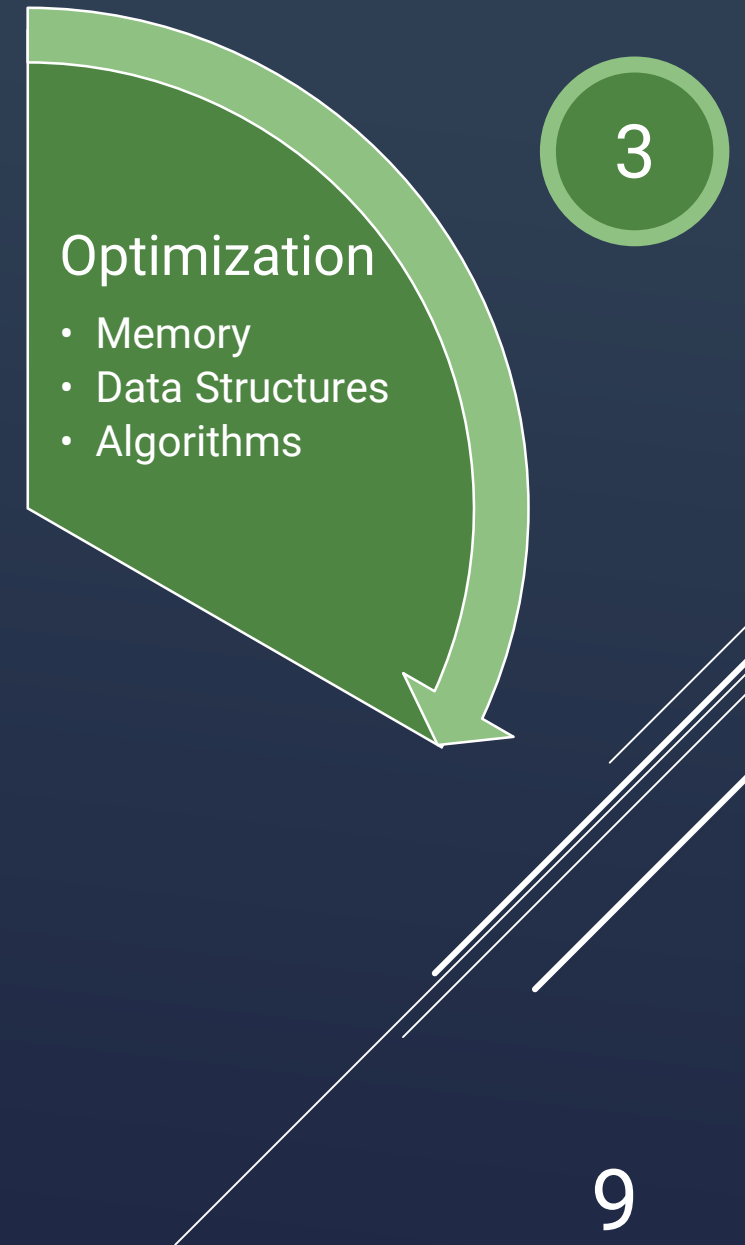 3
Optimization
• Memory
• Data Structures
• Algorithms
9